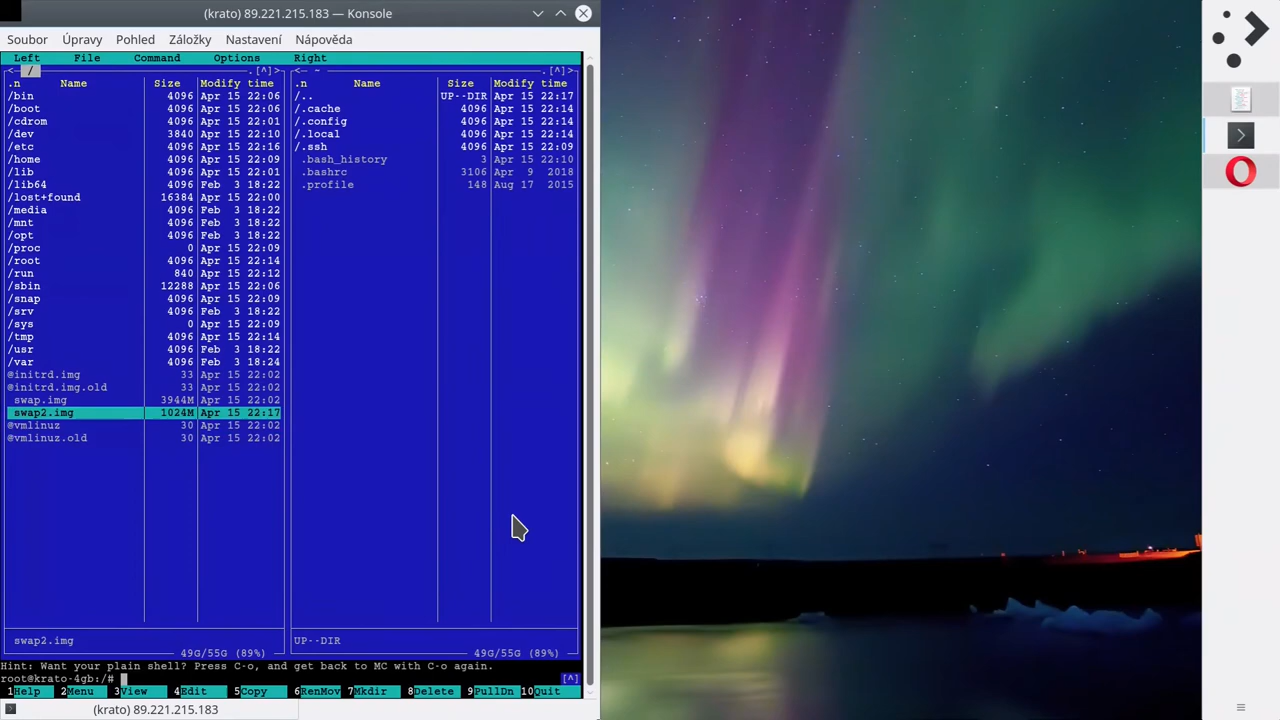 (krato) 89.221.215.183 — Konsole
Soubor Úpravy Pohled Záložky Nastavení Nápověda
Left File Command Options Right
<─ / .[^]>
.n Name Size Modify time
/bin 4096 Apr 15 22:06
/boot 4096 Apr 15 22:06
/cdrom 4096 Apr 15 22:01
/dev 3840 Apr 15 22:10
/etc 4096 Apr 15 22:16
/home 4096 Apr 15 22:09
/lib 4096 Apr 15 22:01
/lib64 4096 Feb 3 18:22
/lost+found 16384 Apr 15 22:00
/media 4096 Feb 3 18:22
/mnt 4096 Feb 3 18:22
/opt 4096 Feb 3 18:22
/proc 0 Apr 15 22:09
/root 4096 Apr 15 22:14
/run 840 Apr 15 22:12
/sbin 12288 Apr 15 22:06
/snap 4096 Apr 15 22:09
/srv 4096 Feb 3 18:22
/sys 0 Apr 15 22:09
/tmp 4096 Apr 15 22:14
/usr 4096 Feb 3 18:22
/var 4096 Feb 3 18:24
@initrd.img 33 Apr 15 22:02
@initrd.img.old 33 Apr 15 22:02
swap.img 3944M Apr 15 22:02
swap2.img 1024M Apr 15 22:17
@vmlinuz 30 Apr 15 22:02
@vmlinuz.old 30 Apr 15 22:02
swap2.img
49G/55G (89%)
<─ ~ .[^]>
.n Name Size Modify time
/.. UP--DIR Apr 15 22:17
/.cache 4096 Apr 15 22:14
/.config 4096 Apr 15 22:14
/.local 4096 Apr 15 22:14
/.ssh 4096 Apr 15 22:09
.bash_history 3 Apr 15 22:10
.bashrc 3106 Apr 9 2018
.profile 148 Aug 17 2015
UP--DIR
49G/55G (89%)
Hint: Want your plain shell? Press C-o, and get back to MC with C-o again.
root@krato-4gb:/# [^]
1Help 2Menu 3View 4Edit 5Copy 6RenMov 7Mkdir 8Delete 9PullDn 10Quit
(krato) 89.221.215.183